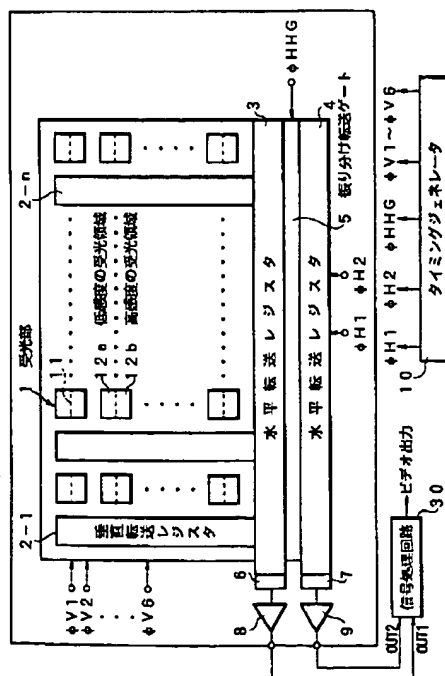 1 受光部
11
2-n
2-1
垂直転送レジスタ
12a 低感度の受光領域
12b 高感度の受光領域
φV1
φV2
φV6
水平転送レジスタ
3
5
水平転送レジスタ
4
φHHG
振り分け転送ゲート
6
7
8
9
φH1
φH2
OUT2
OUT1
信号処理回路
30
ビデオ出力
φH1
φH2
φHHG
φV1～φV6
タイミングジェネレータ
10